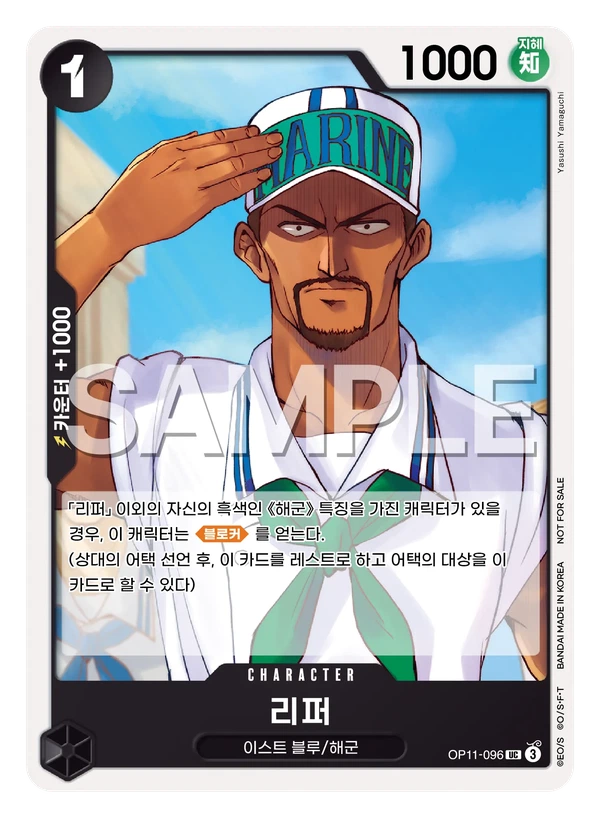 1
1000
지혜
知
Yasushi Yamaguchi
MARINE
카운터 +1000
SAMPLE
「리퍼」 이외의 자신의 흑색인 《해군》 특징을 가진 캐릭터가 있을
경우, 이 캐릭터는 블로커 를 얻는다.
(상대의 어택 선언 후, 이 카드를 레스트로 하고 어택의 대상을 이
카드로 할 수 있다)
CHARACTER
리퍼
이스트 블루/해군
OP11-096 UC 3
©EO/S ©O/S・F・T BANDAI MADE IN KOREA NOT FOR SALE